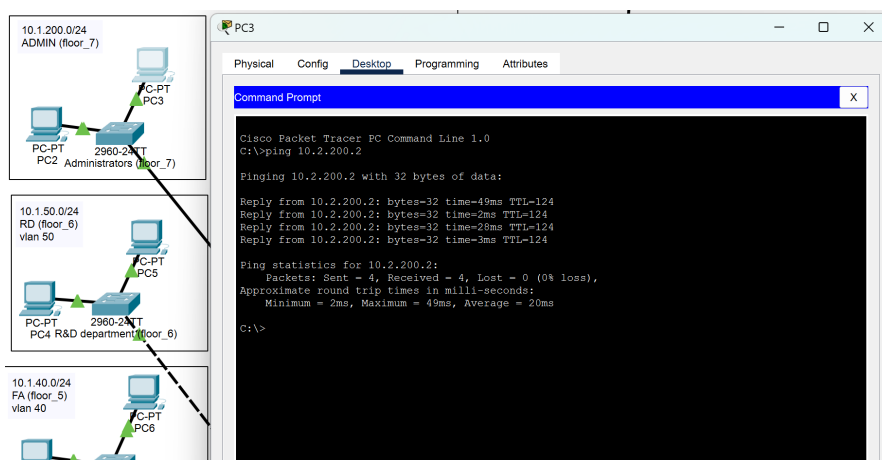 10.1.200.0/24
ADMIN (floor_7)
PC-PT
PC3
PC-PT
PC2
2960-24TT
Administrators (floor_7)
10.1.50.0/24
RD (floor_6)
vlan 50
PC-PT
PC5
PC-PT
PC4
2960-24TT
R&D department (floor_6)
10.1.40.0/24
FA (floor_5)
vlan 40
PC-PT
PC6
PC3
Physical Config Desktop Programming Attributes
Command Prompt X
Cisco Packet Tracer PC Command Line 1.0
C:\>ping 10.2.200.2
Pinging 10.2.200.2 with 32 bytes of data:
Reply from 10.2.200.2: bytes=32 time=49ms TTL=124
Reply from 10.2.200.2: bytes=32 time=2ms TTL=124
Reply from 10.2.200.2: bytes=32 time=28ms TTL=124
Reply from 10.2.200.2: bytes=32 time=3ms TTL=124
Ping statistics for 10.2.200.2:
Packets: Sent = 4, Received = 4, Lost = 0 (0% loss),
Approximate round trip times in milli-seconds:
Minimum = 2ms, Maximum = 49ms, Average = 20ms
C:\>